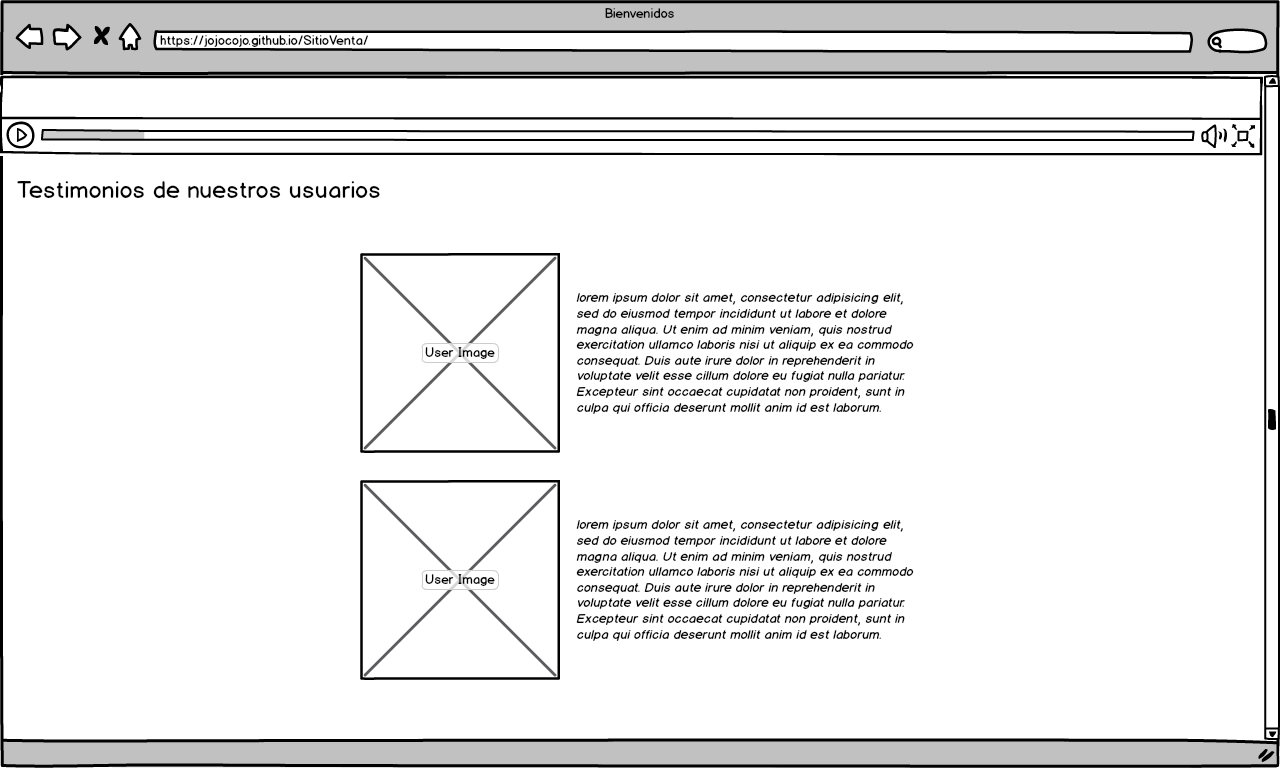 Bienvenidos
https://jojocojo.github.io/SitioVenta/
Testimonios de nuestros usuarios
User Image
lorem ipsum dolor sit amet, consectetur adipisicing elit,
sed do eiusmod tempor incididunt ut labore et dolore
magna aliqua. Ut enim ad minim veniam, quis nostrud
exercitation ullamco laboris nisi ut aliquip ex ea commodo
consequat. Duis aute irure dolor in reprehenderit in
voluptate velit esse cillum dolore eu fugiat nulla pariatur.
Excepteur sint occaecat cupidatat non proident, sunt in
culpa qui officia deserunt mollit anim id est laborum.
User Image
lorem ipsum dolor sit amet, consectetur adipisicing elit,
sed do eiusmod tempor incididunt ut labore et dolore
magna aliqua. Ut enim ad minim veniam, quis nostrud
exercitation ullamco laboris nisi ut aliquip ex ea commodo
consequat. Duis aute irure dolor in reprehenderit in
voluptate velit esse cillum dolore eu fugiat nulla pariatur.
Excepteur sint occaecat cupidatat non proident, sunt in
culpa qui officia deserunt mollit anim id est laborum.